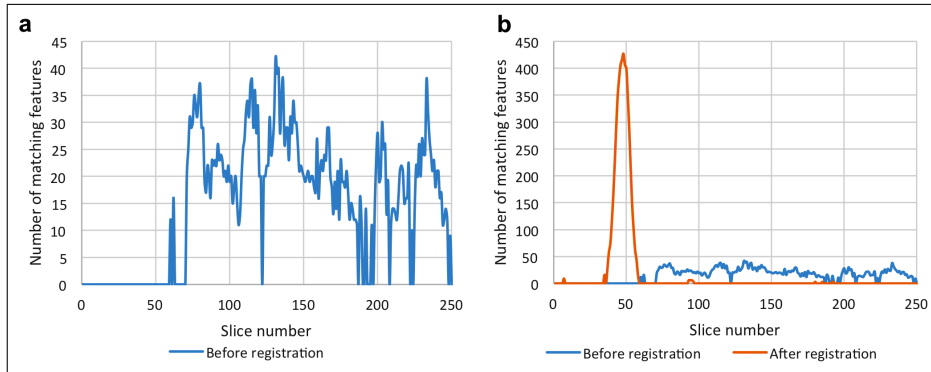 a
Number of matching features
45
40
35
30
25
20
15
10
5
0
0 50 100 150 200 250
Slice number
Before registration
b
Number of matching features
450
400
350
300
250
200
150
100
50
0
0 50 100 150 200 250
Slice number
Before registration After registration